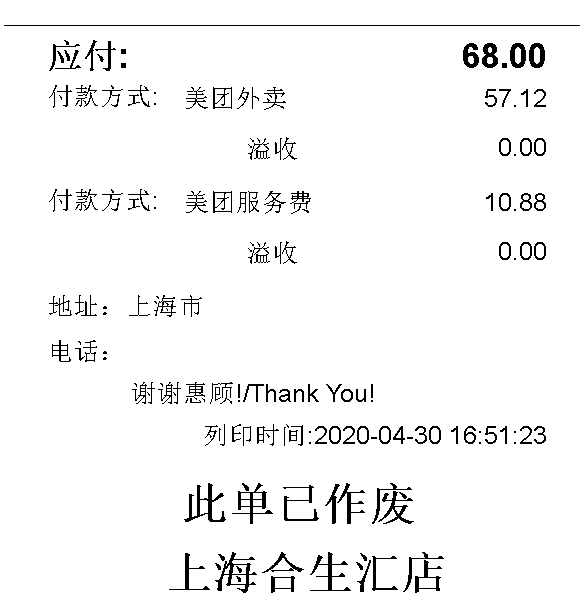 应付: 68.00
付款方式: 美团外卖 57.12
溢收 0.00
付款方式: 美团服务费 10.88
溢收 0.00
地址：上海市
电话：
谢谢惠顾!/Thank You!
列印时间:2020-04-30 16:51:23
此单已作废
上海合生汇店